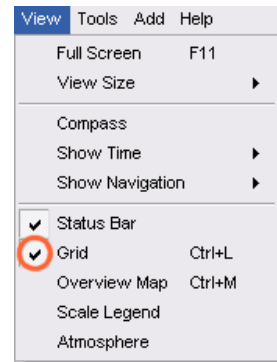 View Tools Add Help
Full Screen F11
View Size
Compass
Show Time
Show Navigation
Status Bar
Grid Ctrl+L
Overview Map Ctrl+M
Scale Legend
Atmosphere